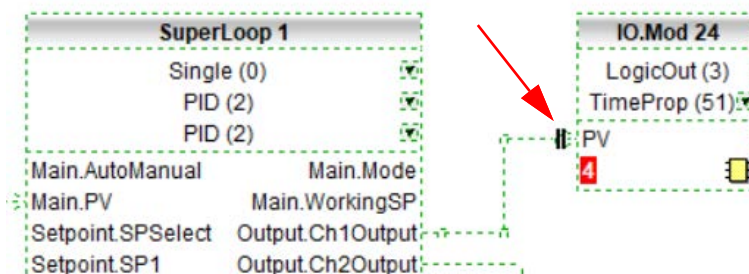 SuperLoop 1
Single (0)
PID (2)
PID (2)
Main.AutoManual Main.Mode
Main.PV Main.WorkingSP
Setpoint.SPSelect Output.Ch1Output
Setpoint.SP1 Output.Ch2Output
IO.Mod 24
LogicOut (3)
TimeProp (51)
PV
4